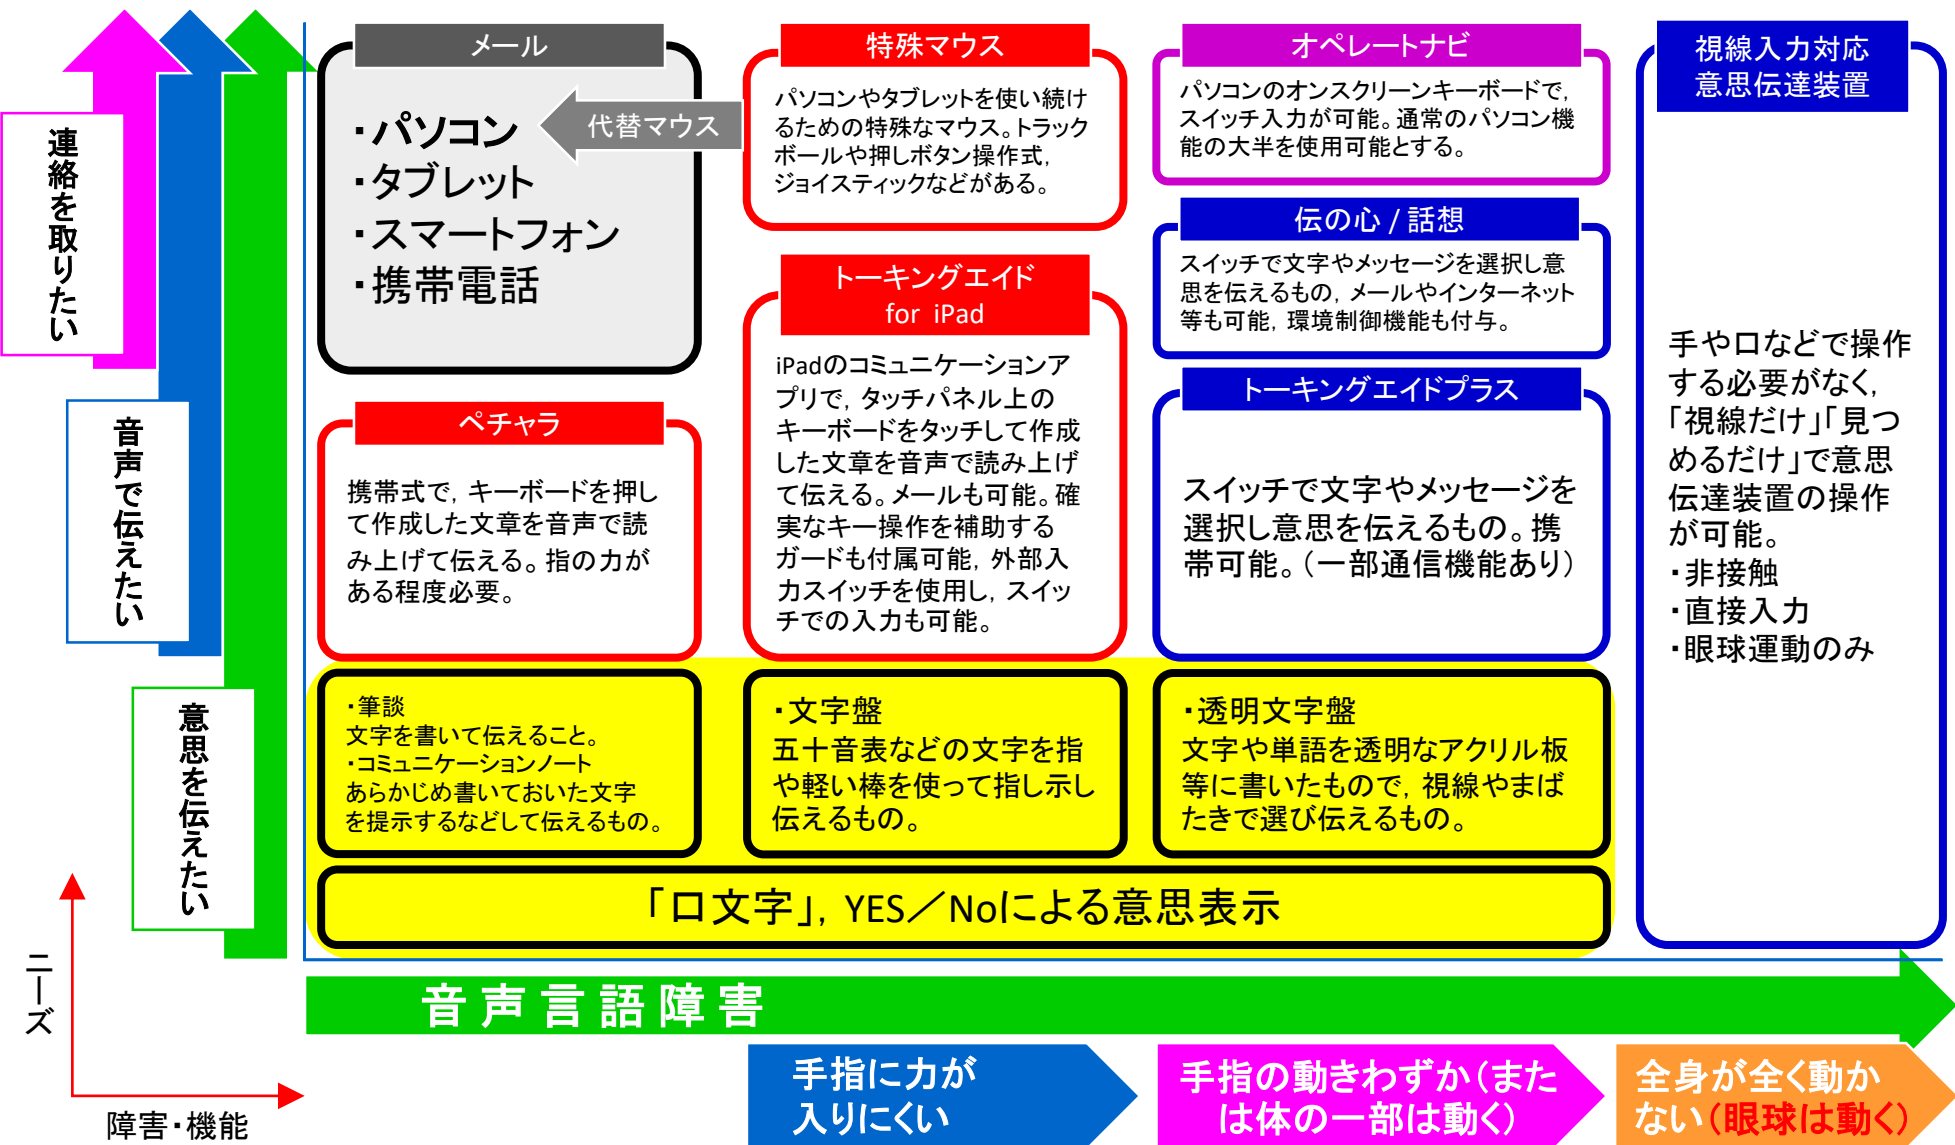 連絡を取りたい
音声で伝えたい
意思を伝えたい
ニーズ
障害・機能
メール
・パソコン
・タブレット
・スマートフォン
・携帯電話
代替マウス
特殊マウス
パソコンやタブレットを使い続け
るための特殊なマウス。トラック
ボールや押しボタン操作式,
ジョイスティックなどがある。
オペレートナビ
パソコンのオンスクリーンキーボードで,
スイッチ入力が可能。通常のパソコン機
能の大半を使用可能とする。
伝の心 / 話想
スイッチで文字やメッセージを選択し意
思を伝えるもの, メールやインターネット
等も可能, 環境制御機能も付与。
視線入力対応
意思伝達装置
手や口などで操作
する必要がなく,
「視線だけ」「見つ
めるだけ」で意思
伝達装置の操作
が可能。
・非接触
・直接入力
・眼球運動のみ
ペチャラ
携帯式で, キーボードを押し
て作成した文章を音声で読
み上げて伝える。指の力が
ある程度必要。
トーキングエイド
for iPad
iPadのコミュニケーションア
プリで, タッチパネル上の
キーボードをタッチして作成
した文章を音声で読み上げ
て伝える。メールも可能。確
実なキー操作を補助する
ガードも付属可能, 外部入
力スイッチを使用し, スイッ
チでの入力も可能。
トーキングエイドプラス
スイッチで文字やメッセージを
選択し意思を伝えるもの。携
帯可能。(一部通信機能あり)
・筆談
文字を書いて伝えること。
・コミュニケーションノート
あらかじめ書いておいた文字
を提示するなどして伝えるもの。
・文字盤
五十音表などの文字を指
や軽い棒を使って指し示し
伝えるもの。
・透明文字盤
文字や単語を透明なアクリル板
等に書いたもので, 視線やまば
たきで選び伝えるもの。
「口文字」, YES／Noによる意思表示
音声言語障害
手指に力が
入りにくい
手指の動きわずか(また
は体の一部は動く)
全身が全く動か
ない(眼球は動く)